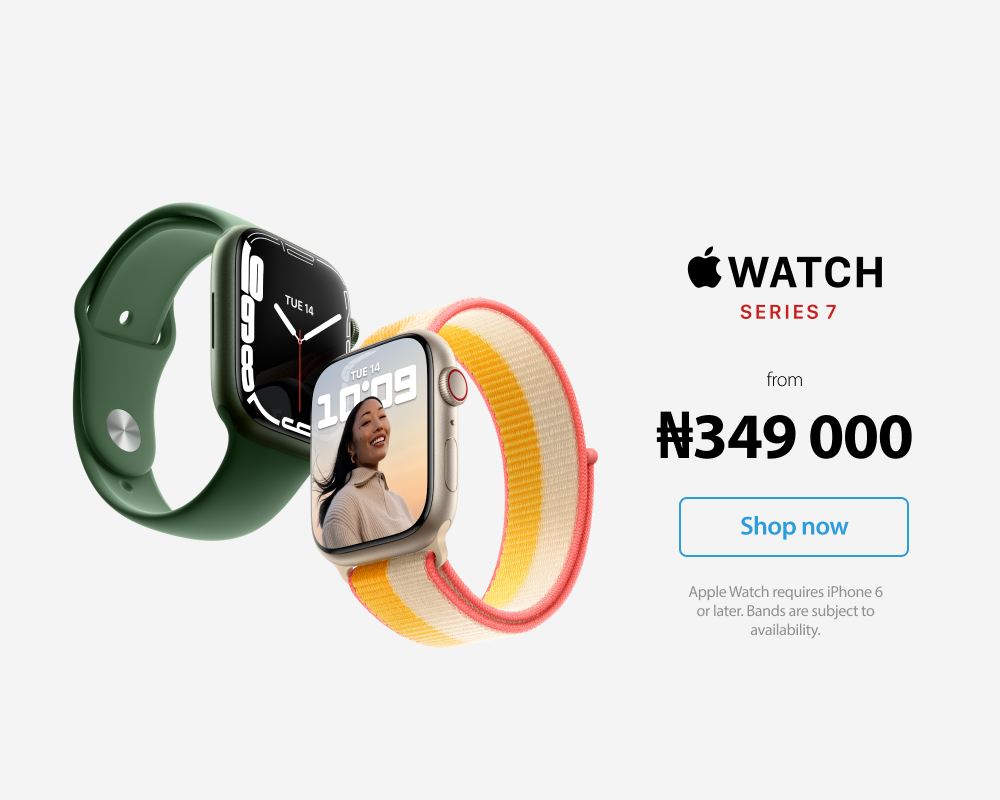 TUE 14
TUE 14
10:09
WATCH
SERIES 7
from
₦349 000
Shop now
Apple Watch requires iPhone 6
or later. Bands are subject to
availability.